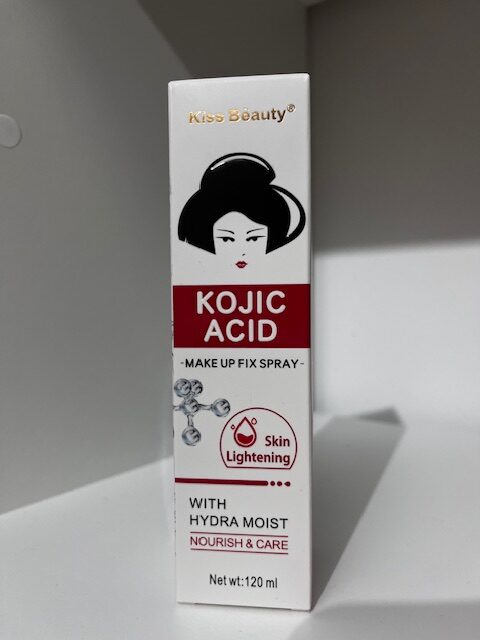 Kiss Beauty®
KOJIC
ACID
-MAKE UP FIX SPRAY-
Skin
Lightening
WITH
HYDRA MOIST
NOURISH & CARE
Net wt:120 ml